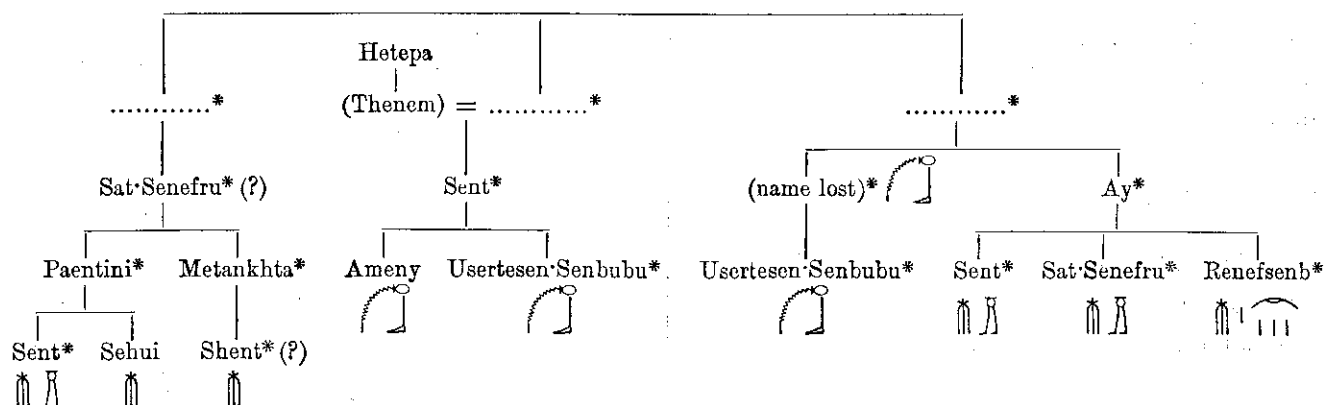 Hetepa
..........* (Thenem) = ............* ............*
Sat·Senefru* (?) Sent* (name lost)* Ay*
Paentini* Metankhta* Ameny Usertesen·Senbubu* Usertesen·Senbubu* Sent* Sat·Senefru* Renefsenb*
Sent* Sehui Shent* (?)